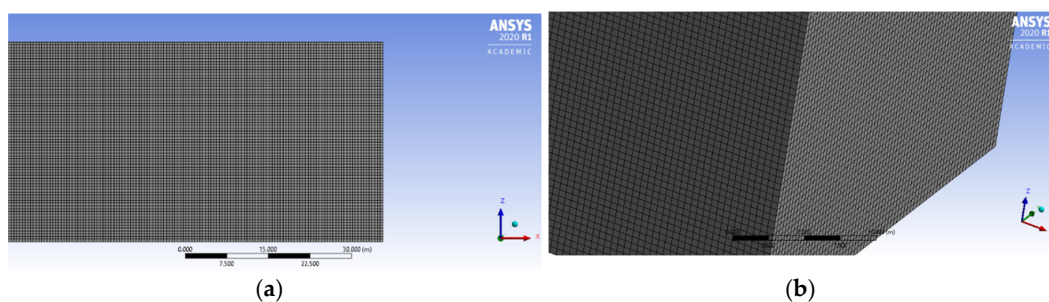 ANSYS
2020 R1
ACADEMIC
Z
X
0.000 15.000 30.000 (m)
7.500 22.500
(a)
ANSYS
2020 R1
ACADEMIC
Z
(b)